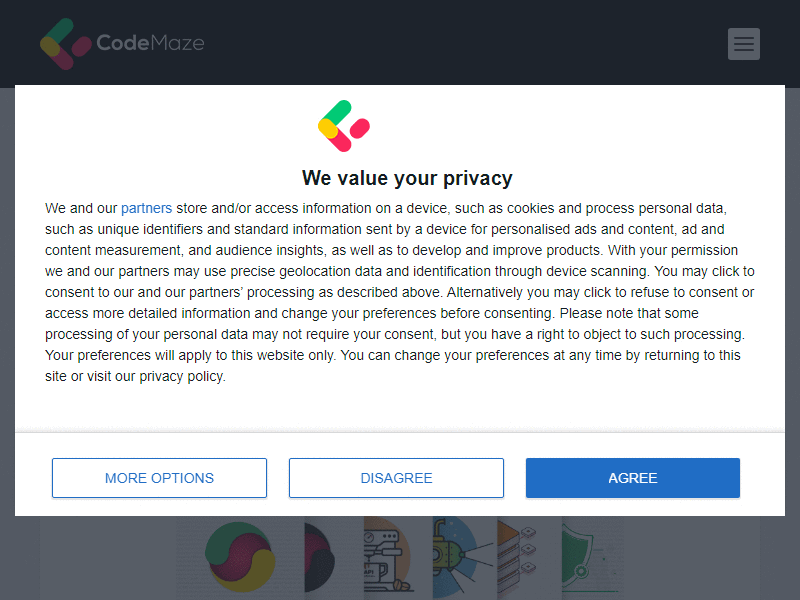 CodeMaze
We value your privacy
We and our partners store and/or access information on a device, such as cookies and process personal data,
such as unique identifiers and standard information sent by a device for personalised ads and content, ad and
content measurement, and audience insights, as well as to develop and improve products. With your permission
we and our partners may use precise geolocation data and identification through device scanning. You may click to
consent to our and our partners’ processing as described above. Alternatively you may click to refuse to consent or
access more detailed information and change your preferences before consenting. Please note that some
processing of your personal data may not require your consent, but you have a right to object to such processing.
Your preferences will apply to this website only. You can change your preferences at any time by returning to this
site or visit our privacy policy.
MORE OPTIONS
DISAGREE
AGREE